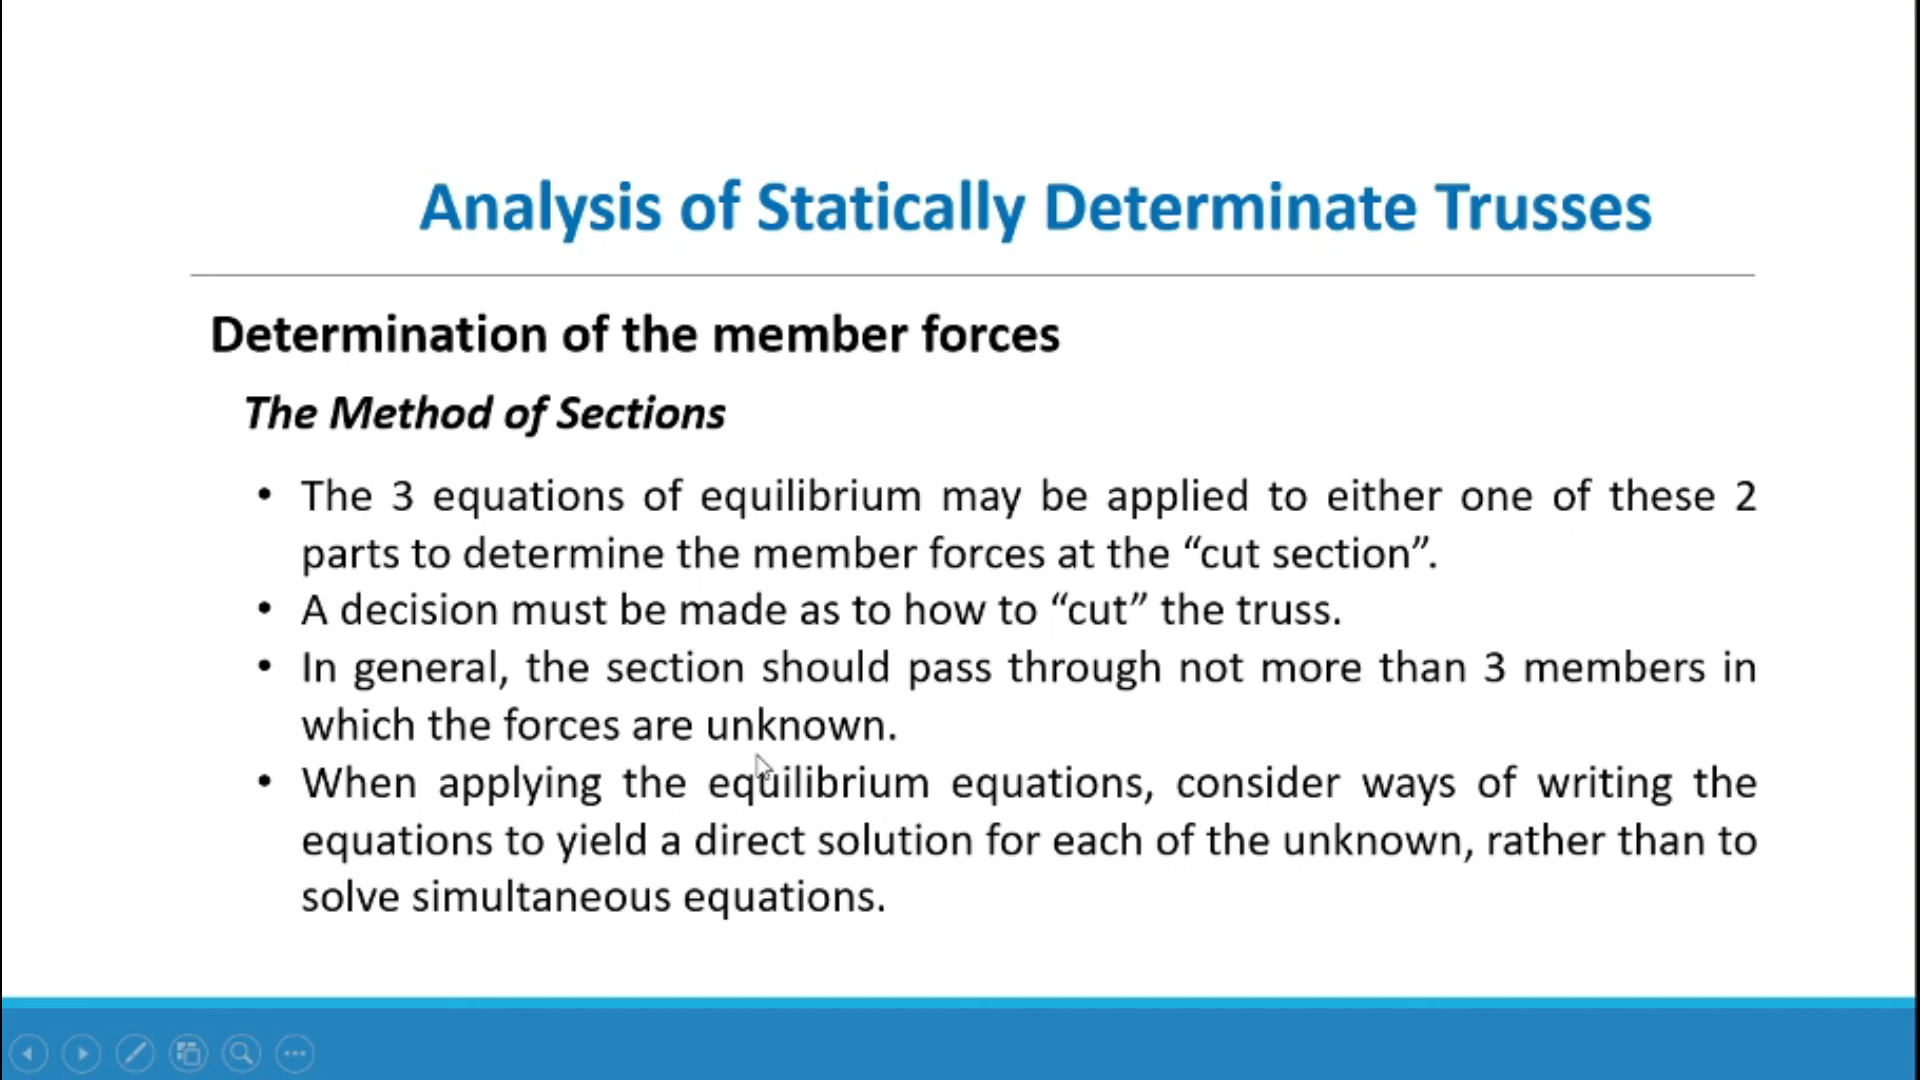 Analysis of Statically Determinate Trusses
Determination of the member forces
The Method of Sections
• The 3 equations of equilibrium may be applied to either one of these 2
parts to determine the member forces at the “cut section”.
• A decision must be made as to how to “cut” the truss.
• In general, the section should pass through not more than 3 members in
which the forces are unknown.
• When applying the equilibrium equations, consider ways of writing the
equations to yield a direct solution for each of the unknown, rather than to
solve simultaneous equations.